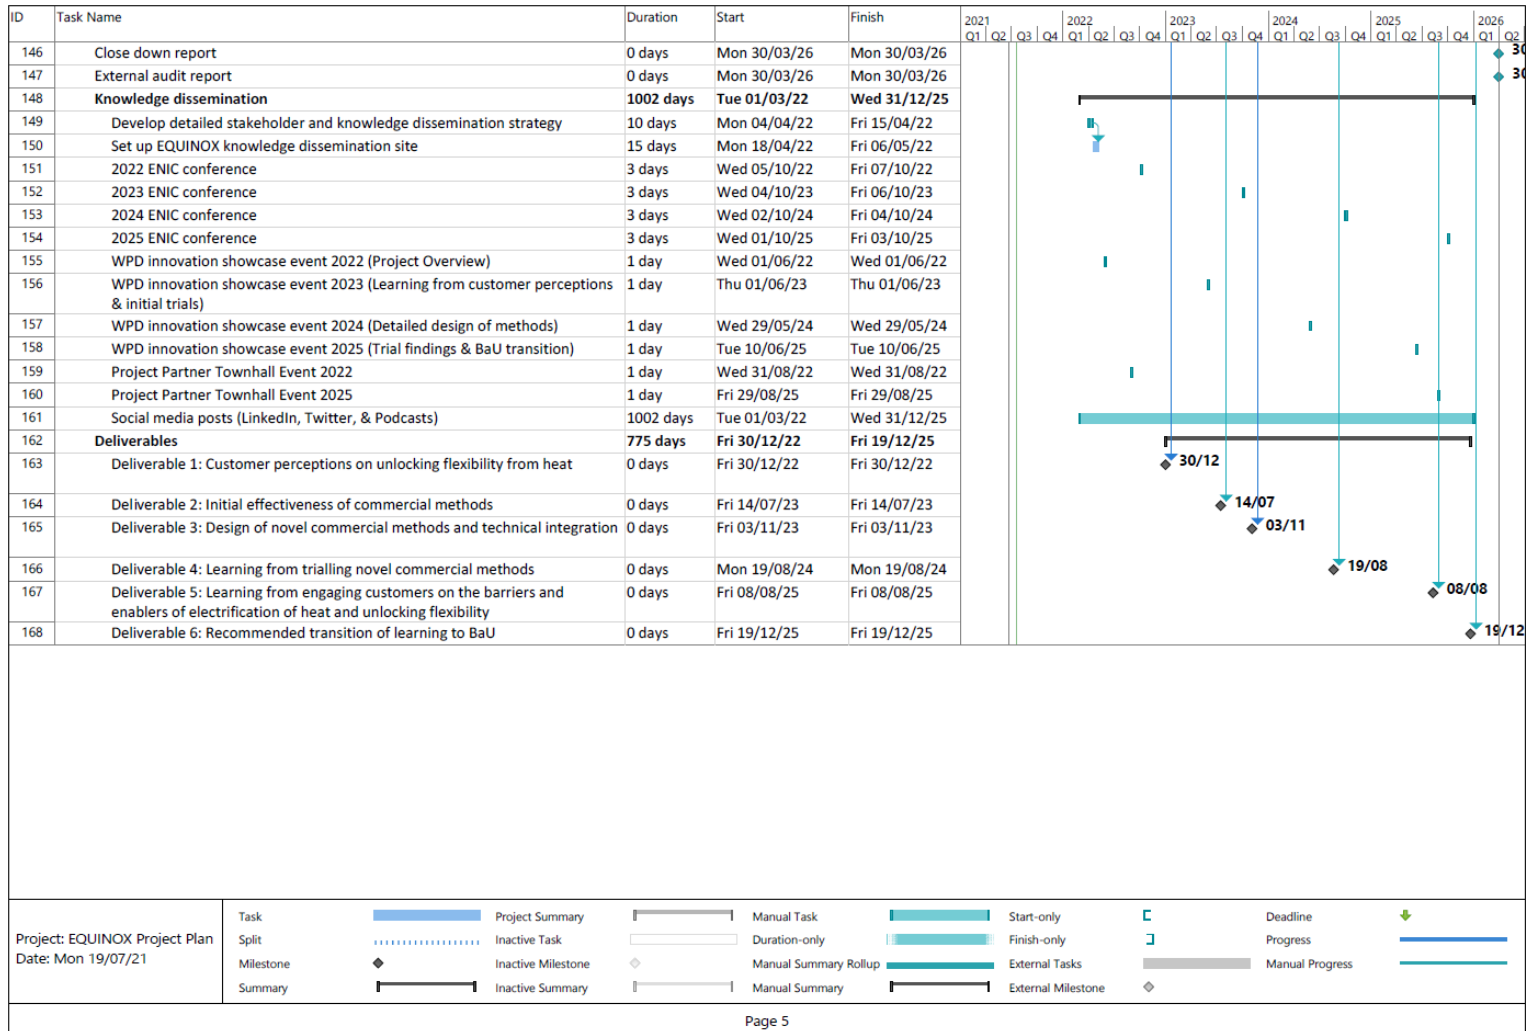 ID Task Name Duration Start Finish 2021 2022 2023 2024 2025 2026
Q1 Q2 Q3 Q4 Q1 Q2 Q3 Q4 Q1 Q2 Q3 Q4 Q1 Q2 Q3 Q4 Q1 Q2 Q3 Q4 Q1 Q2
146 Close down report 0 days Mon 30/03/26 Mon 30/03/26 30
147 External audit report 0 days Mon 30/03/26 Mon 30/03/26 30
148 Knowledge dissemination 1002 days Tue 01/03/22 Wed 31/12/25
149 Develop detailed stakeholder and knowledge dissemination strategy 10 days Mon 04/04/22 Fri 15/04/22
150 Set up EQUINOX knowledge dissemination site 15 days Mon 18/04/22 Fri 06/05/22
151 2022 ENIC conference 3 days Wed 05/10/22 Fri 07/10/22
152 2023 ENIC conference 3 days Wed 04/10/23 Fri 06/10/23
153 2024 ENIC conference 3 days Wed 02/10/24 Fri 04/10/24
154 2025 ENIC conference 3 days Wed 01/10/25 Fri 03/10/25
155 WPD innovation showcase event 2022 (Project Overview) 1 day Wed 01/06/22 Wed 01/06/22
156 WPD innovation showcase event 2023 (Learning from customer perceptions 1 day Thu 01/06/23 Thu 01/06/23
& initial trials)
157 WPD innovation showcase event 2024 (Detailed design of methods) 1 day Wed 29/05/24 Wed 29/05/24
158 WPD innovation showcase event 2025 (Trial findings & BaU transition) 1 day Tue 10/06/25 Tue 10/06/25
159 Project Partner Townhall Event 2022 1 day Wed 31/08/22 Wed 31/08/22
160 Project Partner Townhall Event 2025 1 day Fri 29/08/25 Fri 29/08/25
161 Social media posts (LinkedIn, Twitter, & Podcasts) 1002 days Tue 01/03/22 Wed 31/12/25
162 Deliverables 775 days Fri 30/12/22 Fri 19/12/25
163 Deliverable 1: Customer perceptions on unlocking flexibility from heat 0 days Fri 30/12/22 Fri 30/12/22 30/12
164 Deliverable 2: Initial effectiveness of commercial methods 0 days Fri 14/07/23 Fri 14/07/23 14/07
165 Deliverable 3: Design of novel commercial methods and technical integration 0 days Fri 03/11/23 Fri 03/11/23 03/11
166 Deliverable 4: Learning from trialling novel commercial methods 0 days Mon 19/08/24 Mon 19/08/24 19/08
167 Deliverable 5: Learning from engaging customers on the barriers and 0 days Fri 08/08/25 Fri 08/08/25 08/08
enablers of electrification of heat and unlocking flexibility
168 Deliverable 6: Recommended transition of learning to BaU 0 days Fri 19/12/25 Fri 19/12/25 19/12
Project: EQUINOX Project Plan
Date: Mon 19/07/21
Task Project Summary Manual Task Start-only Deadline
Split Inactive Task Duration-only Finish-only Progress
Milestone Inactive Milestone Manual Summary Rollup External Tasks Manual Progress
Summary Inactive Summary Manual Summary External Milestone
Page 5